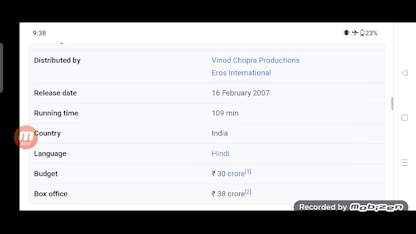 9:38
23%
Distributed by Vinod Chopra Productions
Eros International
Release date 16 February 2007
Running time 109 min
Country India
Language Hindi
Budget ₹ 30 crore[1]
Box office ₹ 38 crore[2]
Recorded by Mobizen